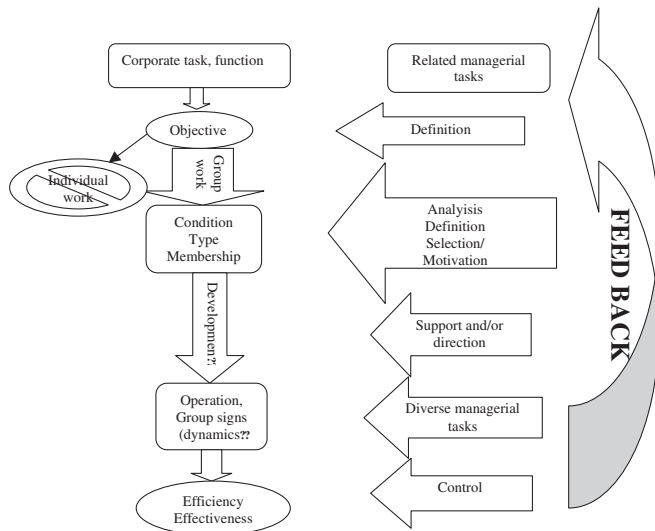 Corporate task, function
Related managerial
tasks
Objective
Definition
Group
work
Individual
work
Condition
Type
Membership
Analyisis
Definition
Selection/
Motivation
FEED BACK
Development?.
Support and/or
direction
Operation,
Group signs
(dynamics??
Diverse managerial
tasks
Efficiency
Effectiveness
Control